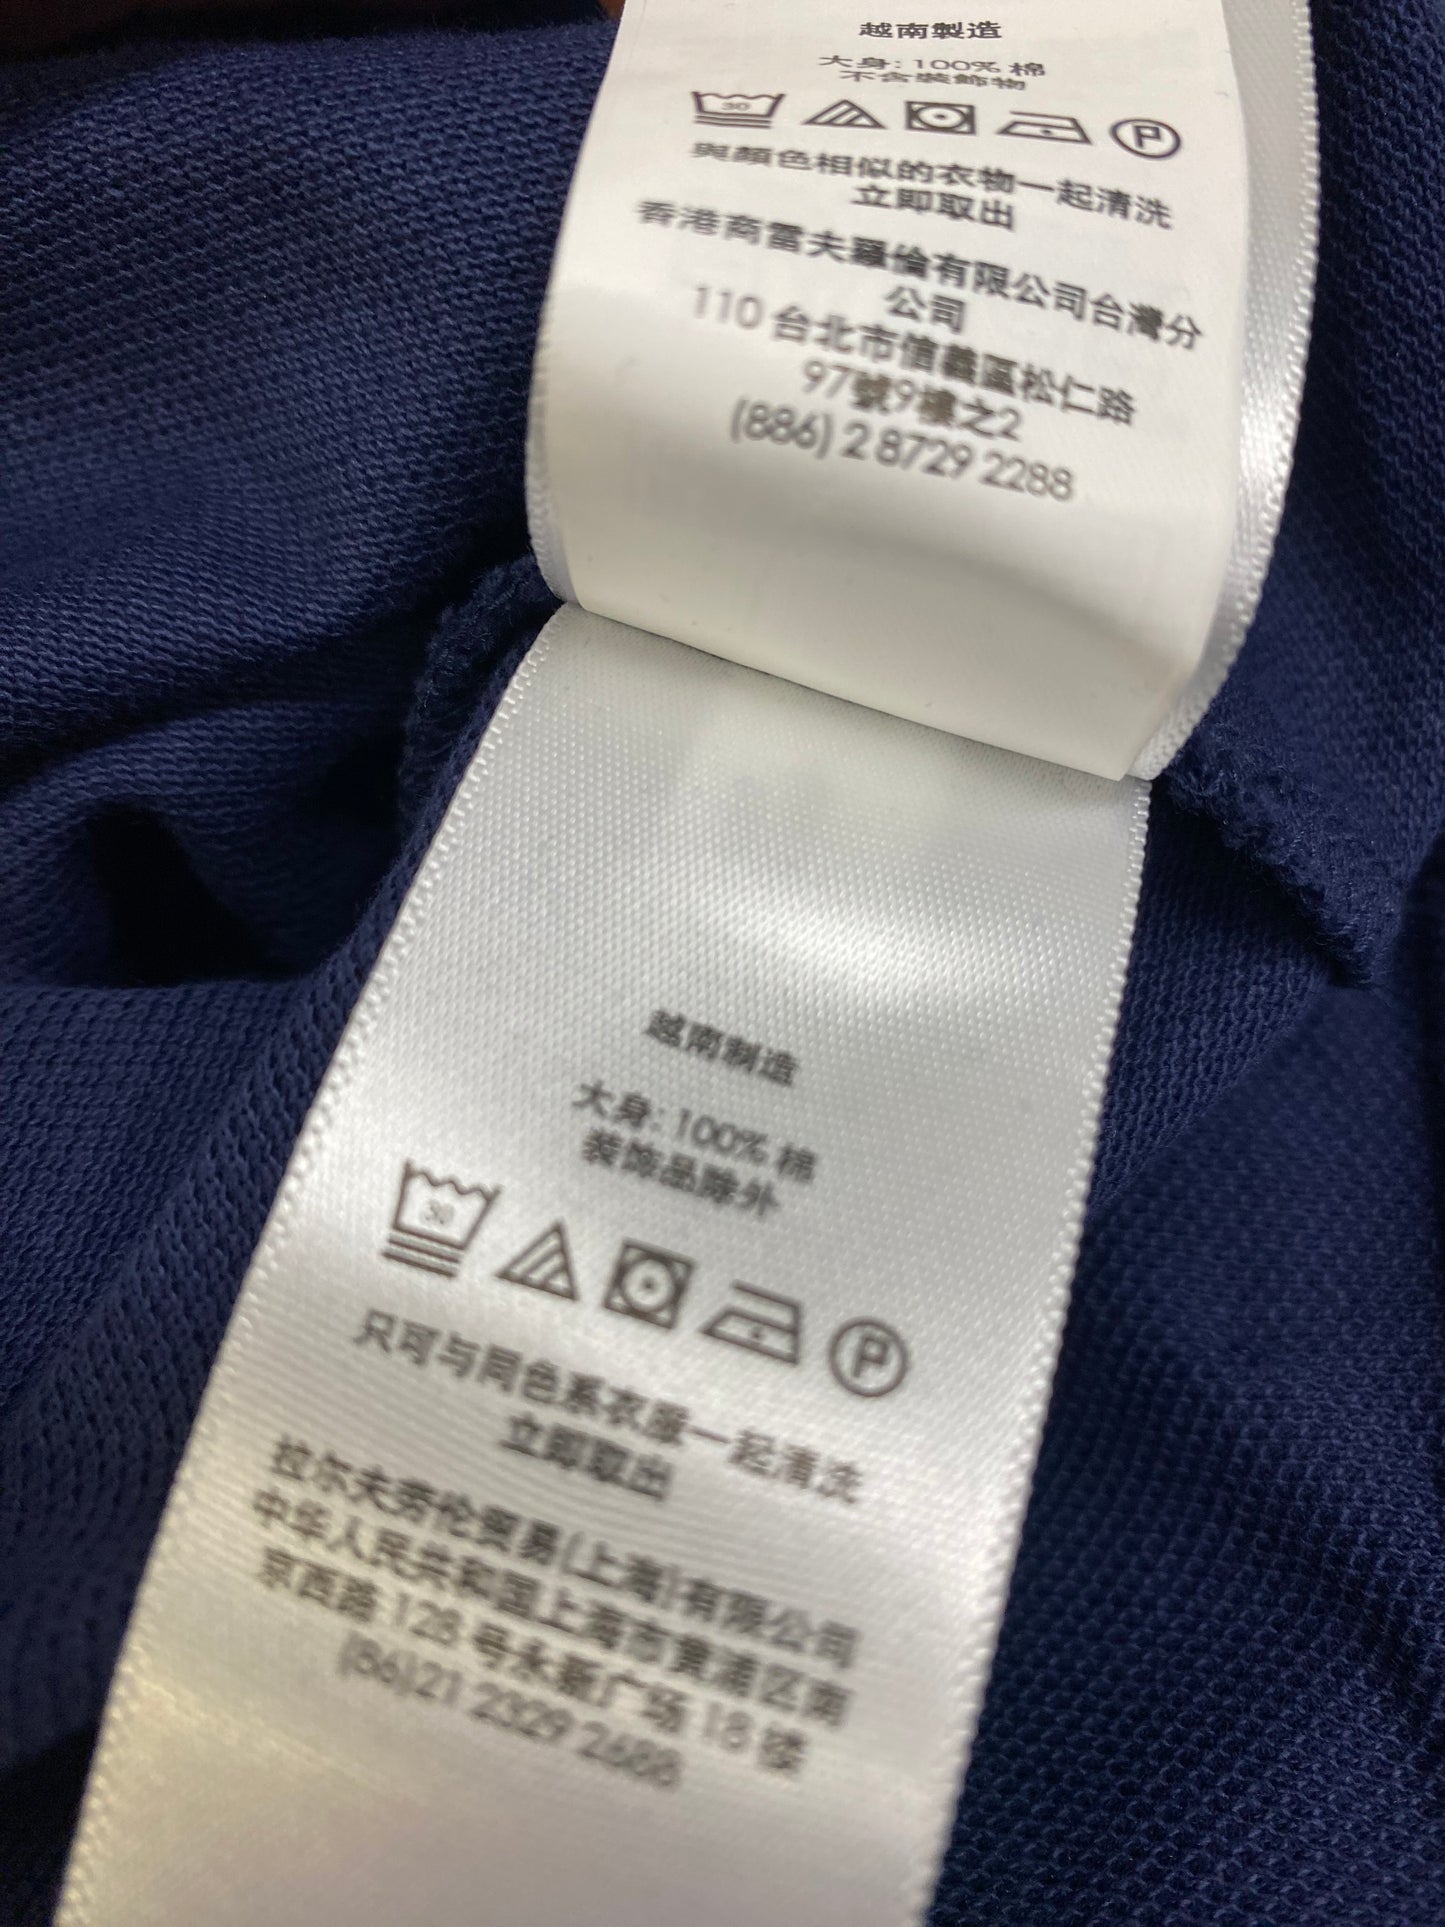 越南製造
大身: 100% 棉
不含裝飾物
30
P
與顏色相似的衣物一起清洗
立即取出
香港商雷夫羅倫有限公司台灣分
公司
110 台北市信義區松仁路
97號9樓之2
(886) 2 8729 2288
越南制造
大身: 100% 棉
装饰品除外
30
P
只可与同色系衣服一起清洗
立即取出
拉尔夫劳伦贸易(上海)有限公司
中华人民共和国上海市黄浦区南
京西路 128 号永新广场 18 楼
(86)21 2329 2688